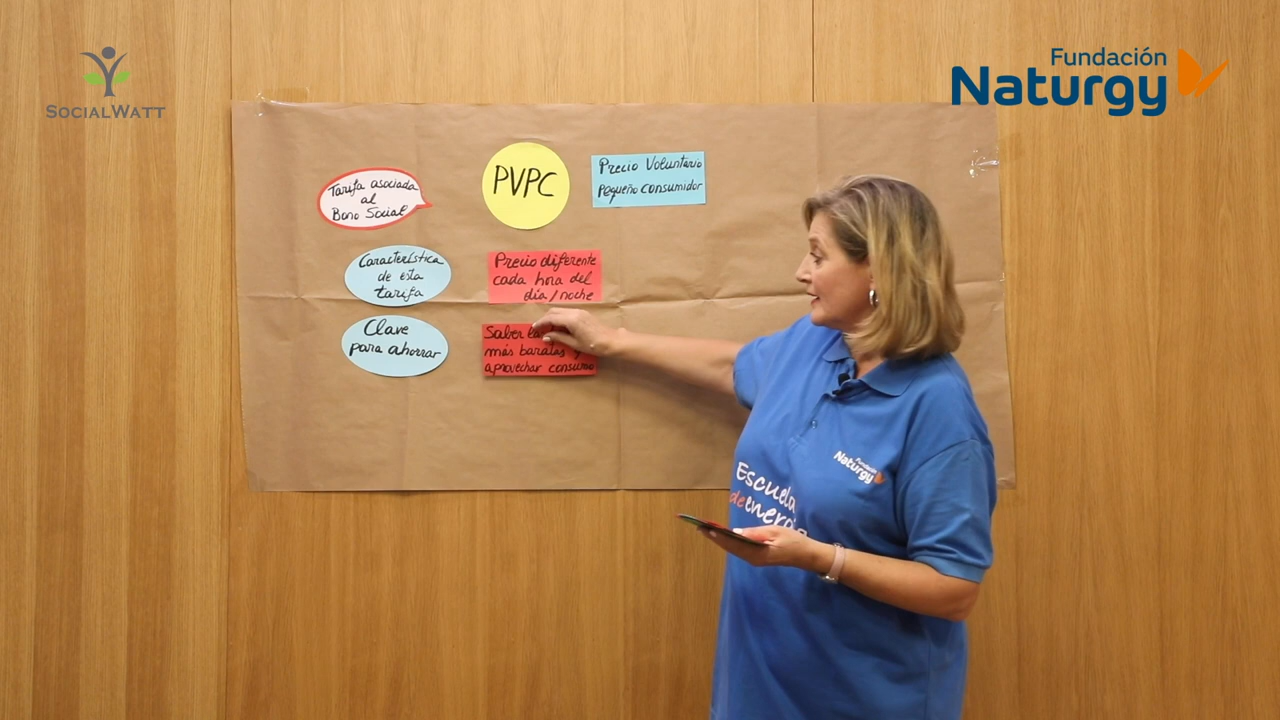 SOCIALWATT
Fundación
Naturgy
Tarifa asociada
al
Bono Social
PVPC
Precio Voluntario
Pequeño consumidor
Característica
de esta
tarifa
Precio diferente
cada hora del
día/noche
Clave
para ahorrar
Saber
más baratas y
aprovechar consumo
Fundación
Naturgy
Escuela
de energía